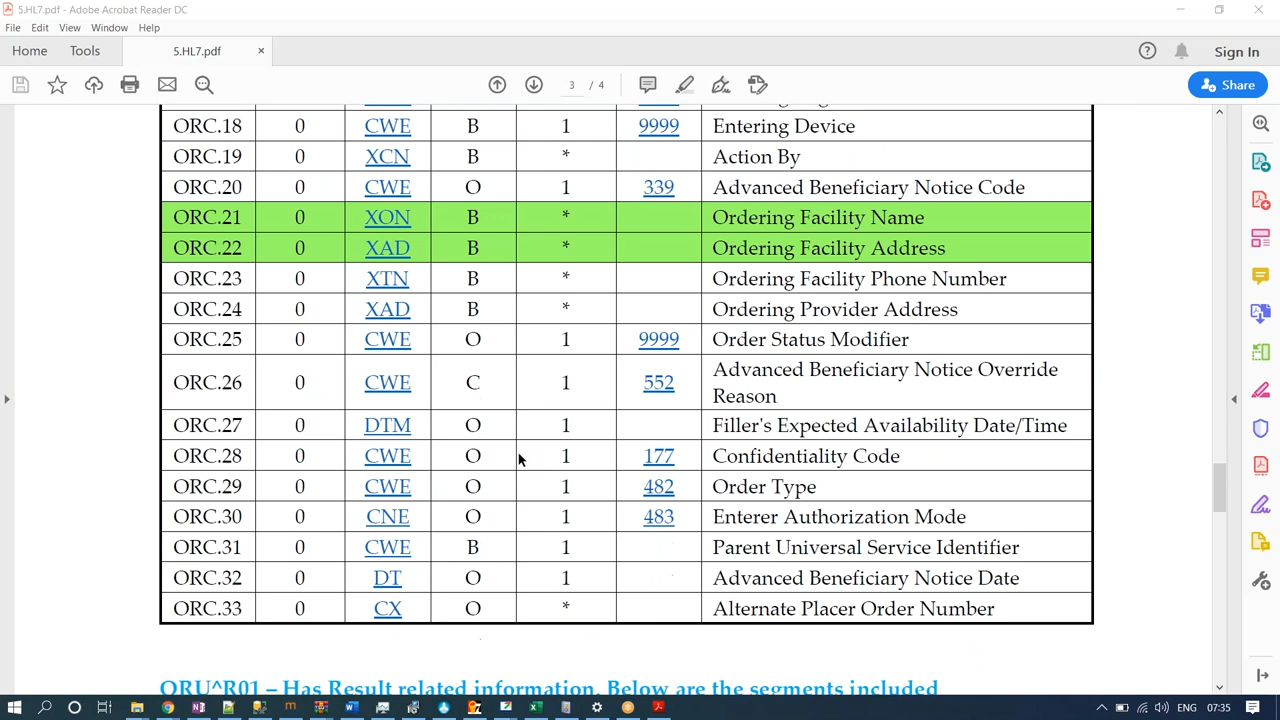 5.HL7.pdf - Adobe Acrobat Reader DC
File Edit View Window Help
Home Tools 5.HL7.pdf × Sign In
3 / 4 Share
ORC.18 0 CWE B 1 9999 Entering Device
ORC.19 0 XCN B * Action By
ORC.20 0 CWE O 1 339 Advanced Beneficiary Notice Code
ORC.21 0 XON B * Ordering Facility Name
ORC.22 0 XAD B * Ordering Facility Address
ORC.23 0 XTN B * Ordering Facility Phone Number
ORC.24 0 XAD B * Ordering Provider Address
ORC.25 0 CWE O 1 9999 Order Status Modifier
ORC.26 0 CWE C 1 552 Advanced Beneficiary Notice Override
Reason
ORC.27 0 DTM O 1 Filler's Expected Availability Date/Time
ORC.28 0 CWE O 1 177 Confidentiality Code
ORC.29 0 CWE O 1 482 Order Type
ORC.30 0 CNE O 1 483 Enterer Authorization Mode
ORC.31 0 CWE B 1 Parent Universal Service Identifier
ORC.32 0 DT O 1 Advanced Beneficiary Notice Date
ORC.33 0 CX O * Alternate Placer Order Number
ORU^R01 – Has Result related information. Below are the segments included
ENG 07:35